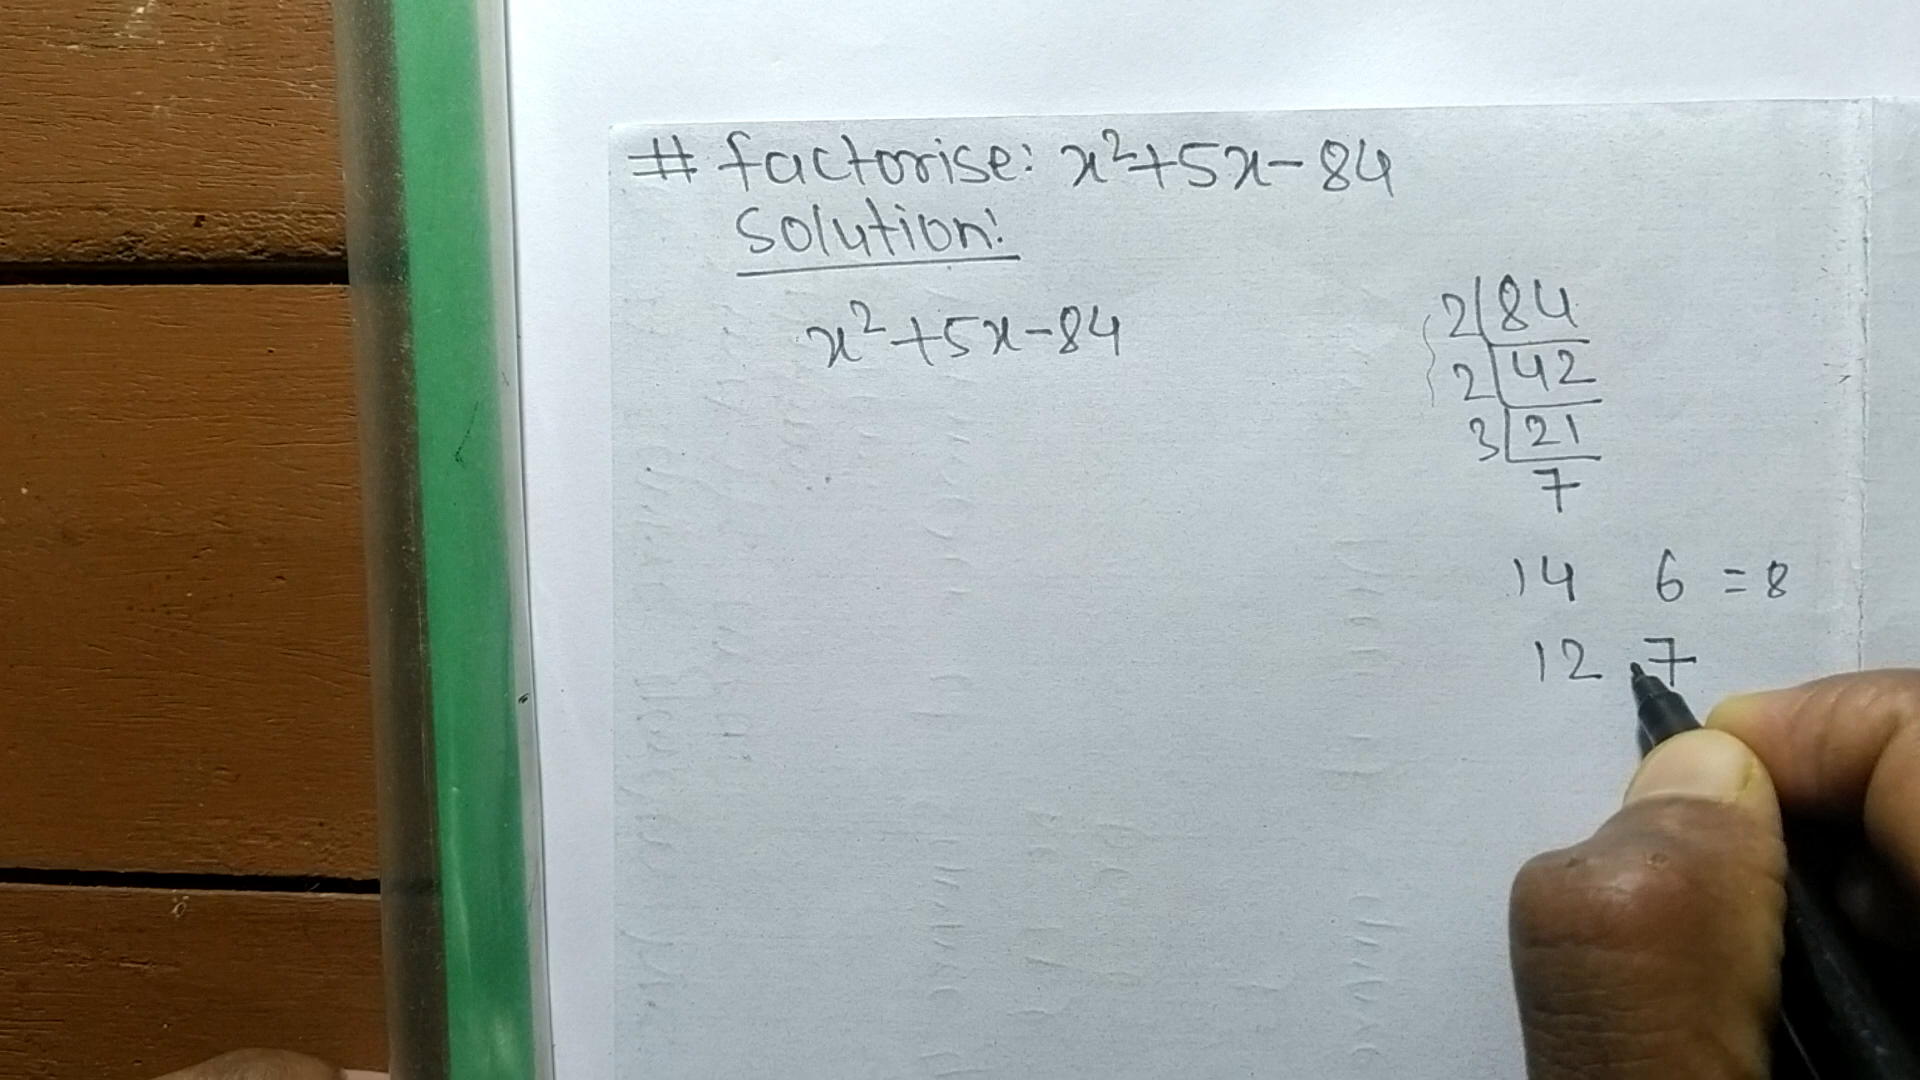 # factorise: x²+5x-84
Solution:
x²+5x-84
2|84
2|42
3|21
7
14 6 = 8
12 7